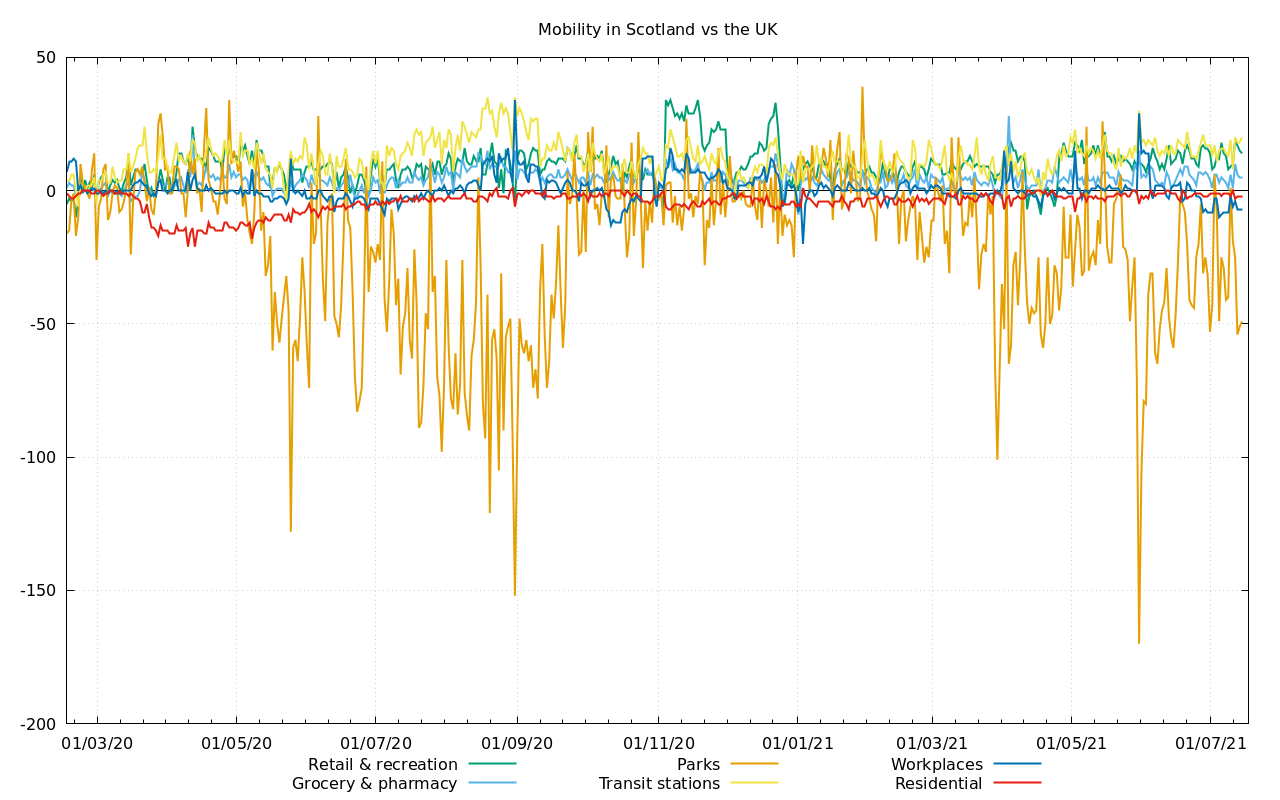 Mobility in Scotland vs the UK
50
0
-50
-100
-150
-200
01/03/20 01/05/20 01/07/20 01/09/20 01/11/20 01/01/21 01/03/21 01/05/21 01/07/21
Retail & recreation Parks Workplaces
Grocery & pharmacy Transit stations Residential